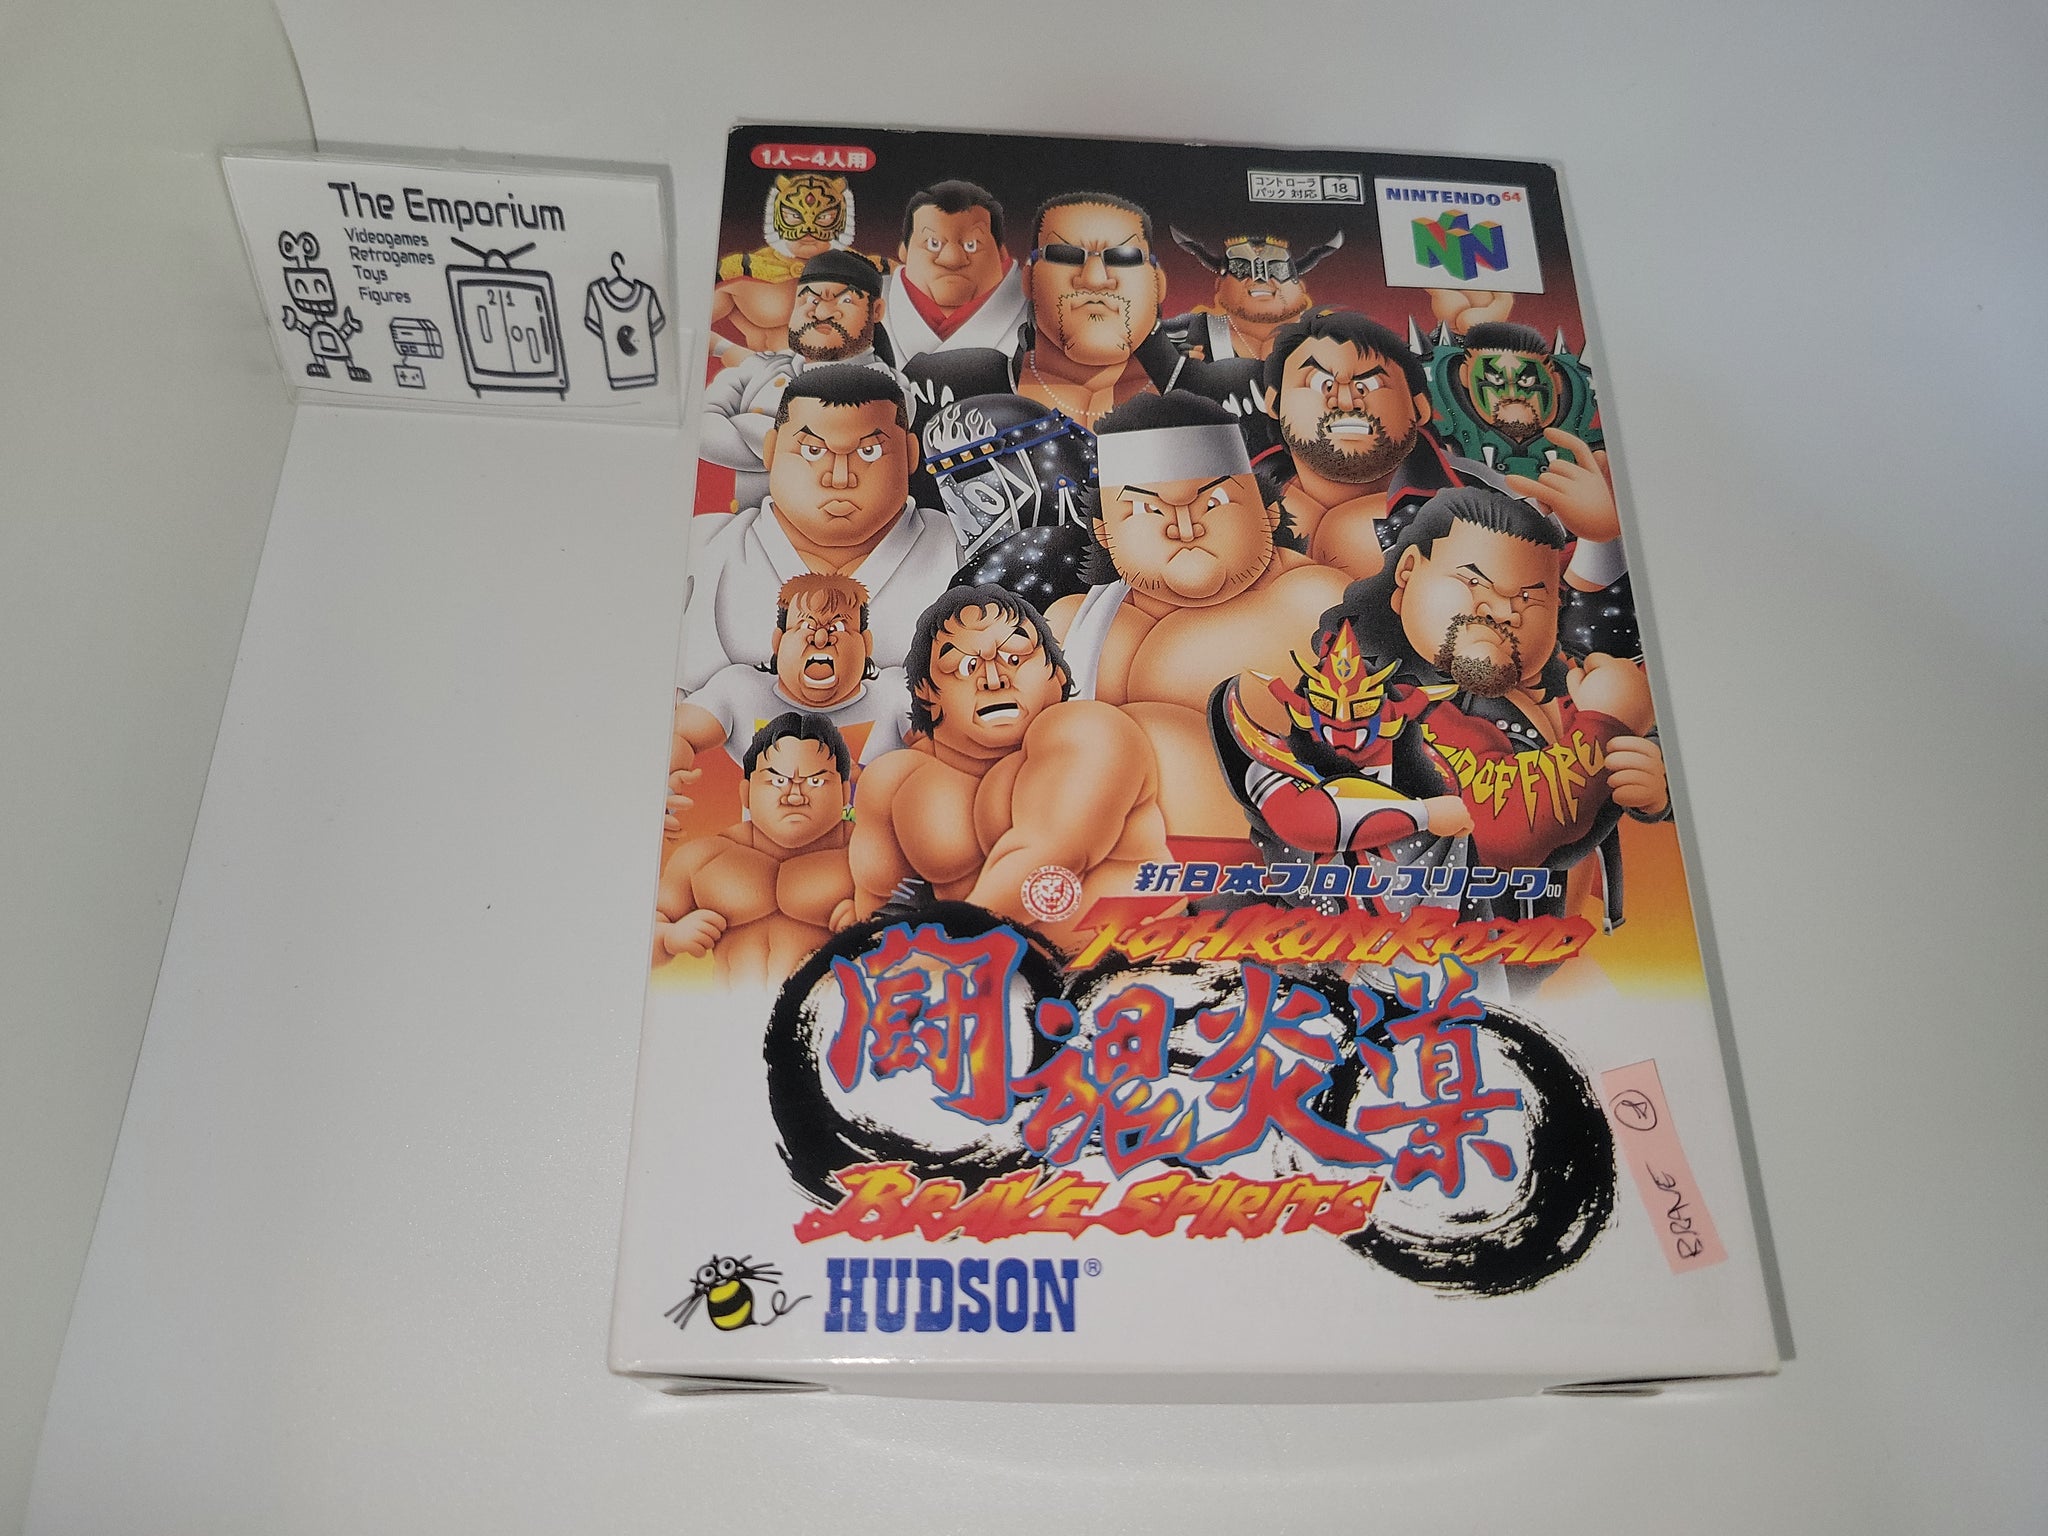 The Emporium
Videogames
Retrogames
Toys
Figures
2 1
1人〜4人用
コントローラ
パック 対応
18
NINTENDO64
新日本プロレスリング
TOHKON ROAD
闘魂炎導
BRAVE SPIRITS
HUDSON®
BRAVE